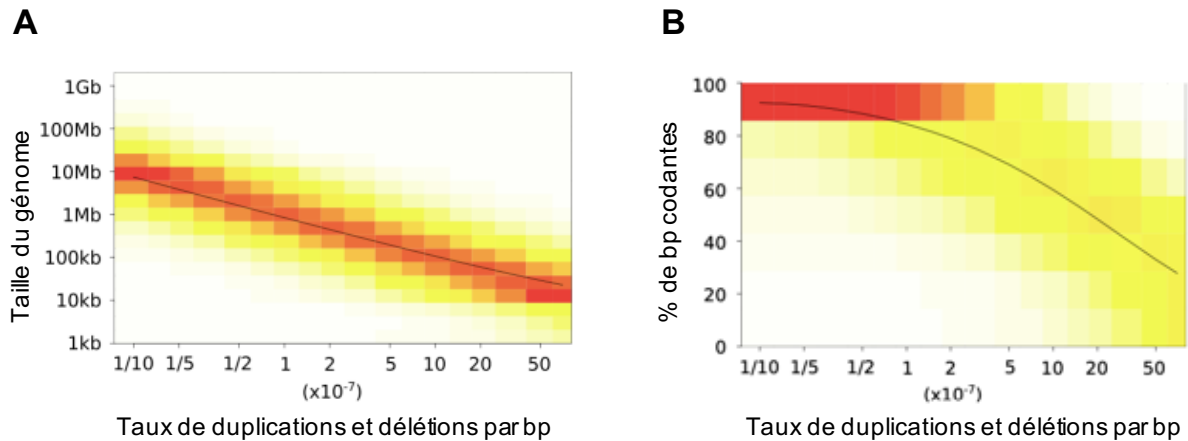 A
Taille du génome
1Gb
100Mb
10Mb
1Mb
100kb
10kb
1kb
1/10 1/5 1/2 1 2 5 10 20 50
(x10-7)
Taux de duplications et délétions par bp
B
% de bp codantes
100
80
60
40
20
0
1/10 1/5 1/2 1 2 5 10 20 50
(x10-7)
Taux de duplications et délétions par bp